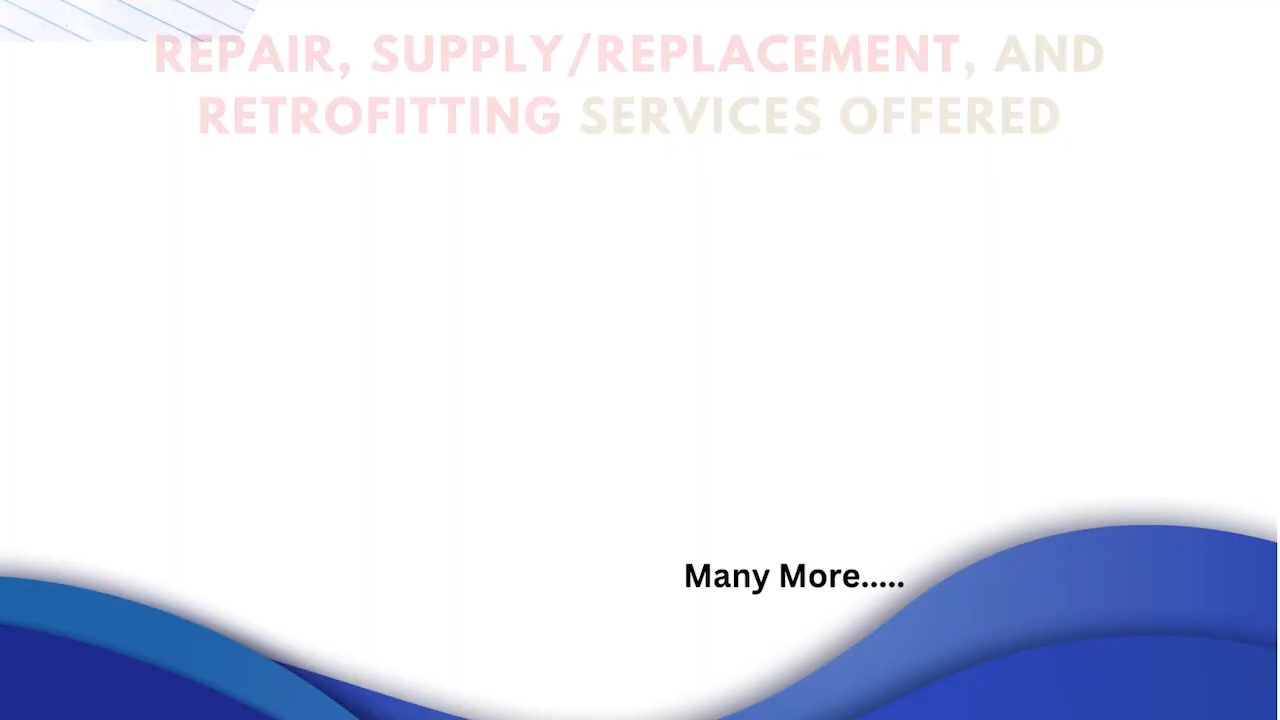 REPAIR, SUPPLY/REPLACEMENT, AND
RETROFITTING SERVICES OFFERED
Many More.....